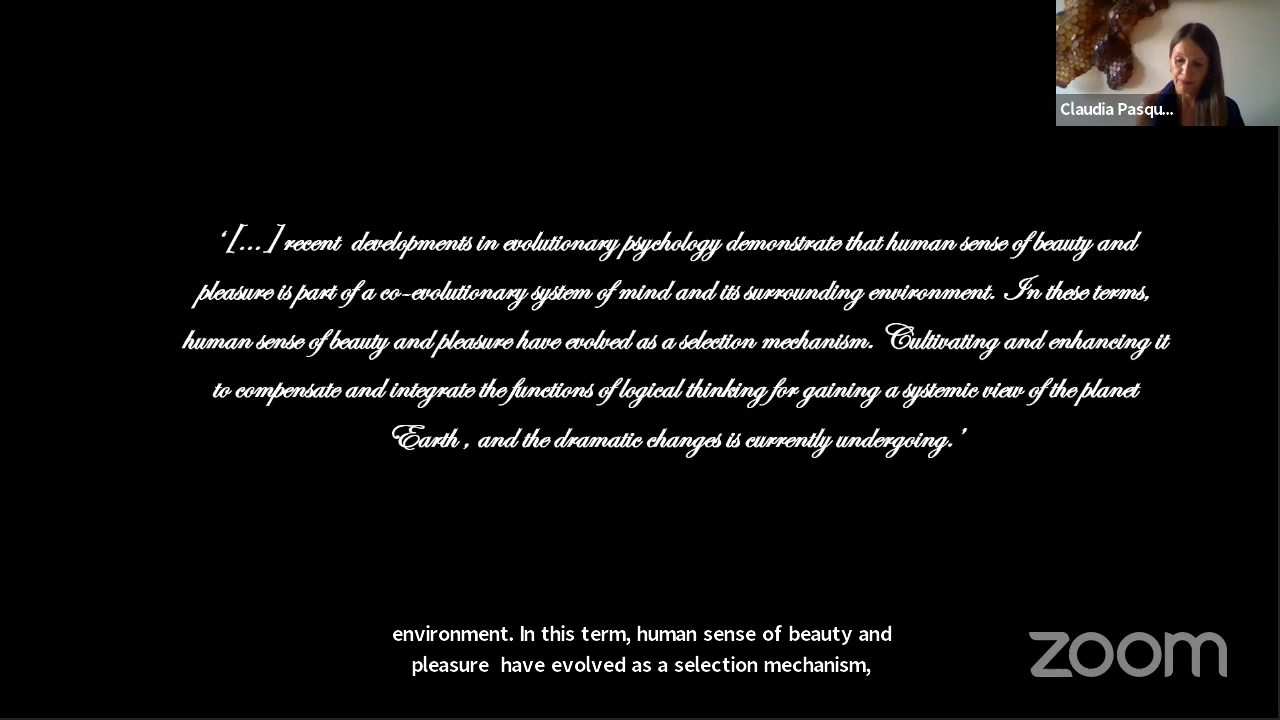 Claudia Pasqu...
‘[...] recent developments in evolutionary psychology demonstrate that human sense of beauty and
pleasure is part of a co-evolutionary system of mind and its surrounding environment. In these terms,
human sense of beauty and pleasure have evolved as a selection mechanism. Cultivating and enhancing it
to compensate and integrate the functions of logical thinking for gaining a systemic view of the planet
Earth , and the dramatic changes is currently undergoing.’
environment. In this term, human sense of beauty and
pleasure have evolved as a selection mechanism,
zoom